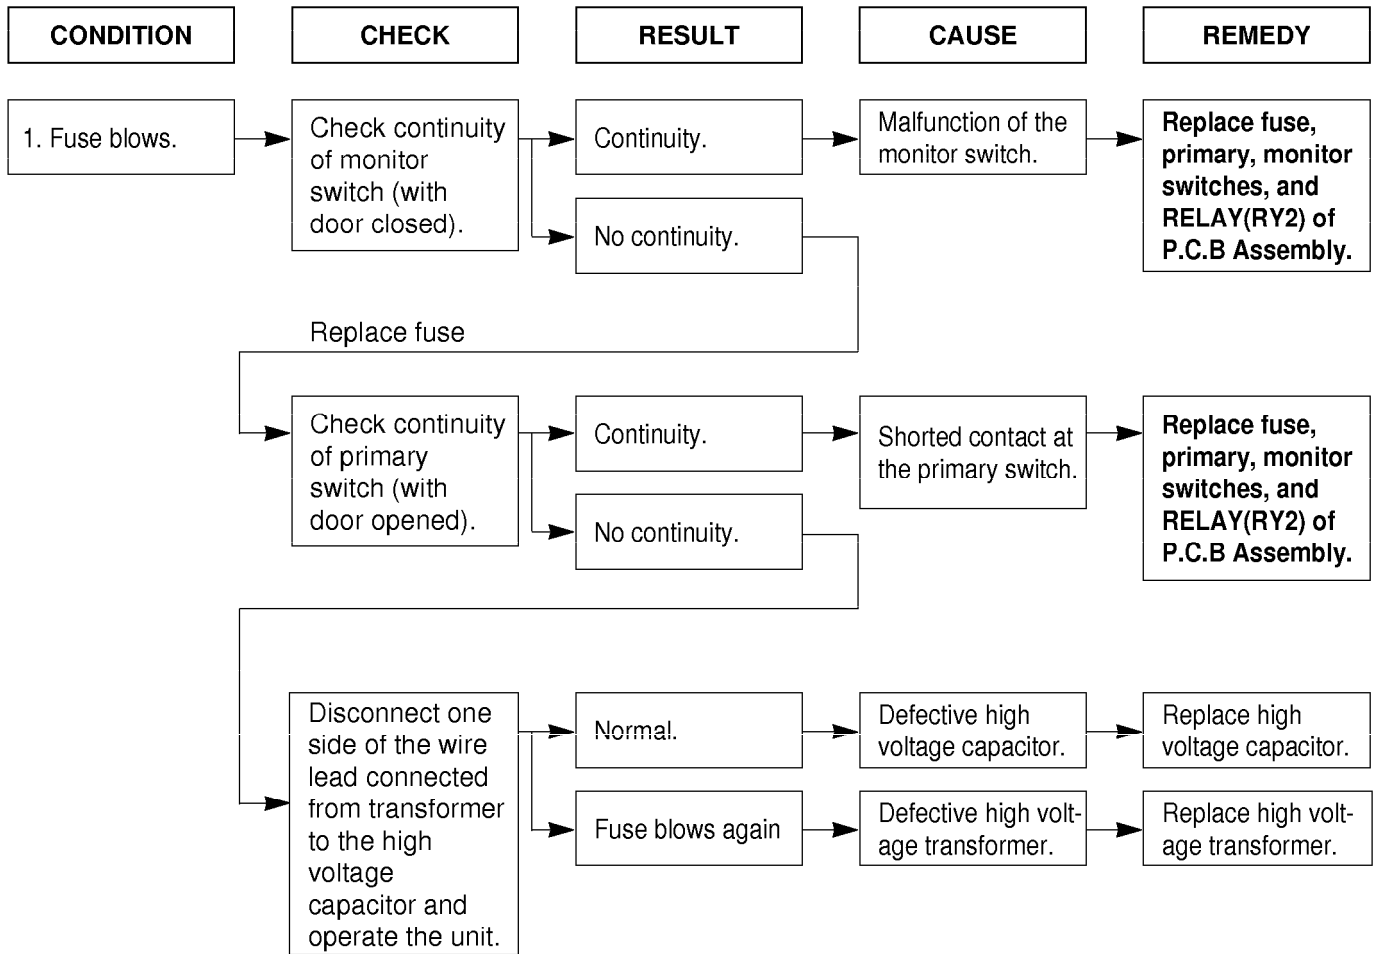 CONDITION
CHECK
RESULT
CAUSE
REMEDY
1. Fuse blows.
Check continuity
of monitor
switch (with
door closed).
Continuity.
Malfunction of the
monitor switch.
Replace fuse,
primary, monitor
switches, and
RELAY(RY2) of
P.C.B Assembly.
No continuity.
Replace fuse
Check continuity
of primary
switch (with
door opened).
Continuity.
Shorted contact at
the primary switch.
Replace fuse,
primary, monitor
switches, and
RELAY(RY2) of
P.C.B Assembly.
No continuity.
Disconnect one
side of the wire
lead connected
from transformer
to the high
voltage
capacitor and
operate the unit.
Normal.
Defective high
voltage capacitor.
Replace high
voltage capacitor.
Fuse blows again
Defective high volt-
age transformer.
Replace high volt-
age transformer.